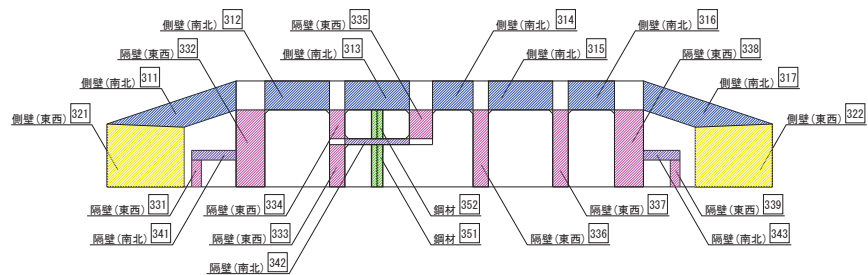 側壁(南北) 312
隔壁(東西) 335
側壁(南北) 314
側壁(南北) 316
隔壁(東西) 332
側壁(南北) 313
側壁(南北) 315
隔壁(東西) 338
側壁(南北) 311
側壁(南北) 317
321
側壁(東西)
322
側壁(東西)
隔壁(東西) 331
隔壁(東西) 334
鋼材 352
隔壁(東西) 337
隔壁(東西) 339
隔壁(南北) 341
隔壁(東西) 333
鋼材 351
隔壁(東西) 336
隔壁(南北) 343
隔壁(南北) 342